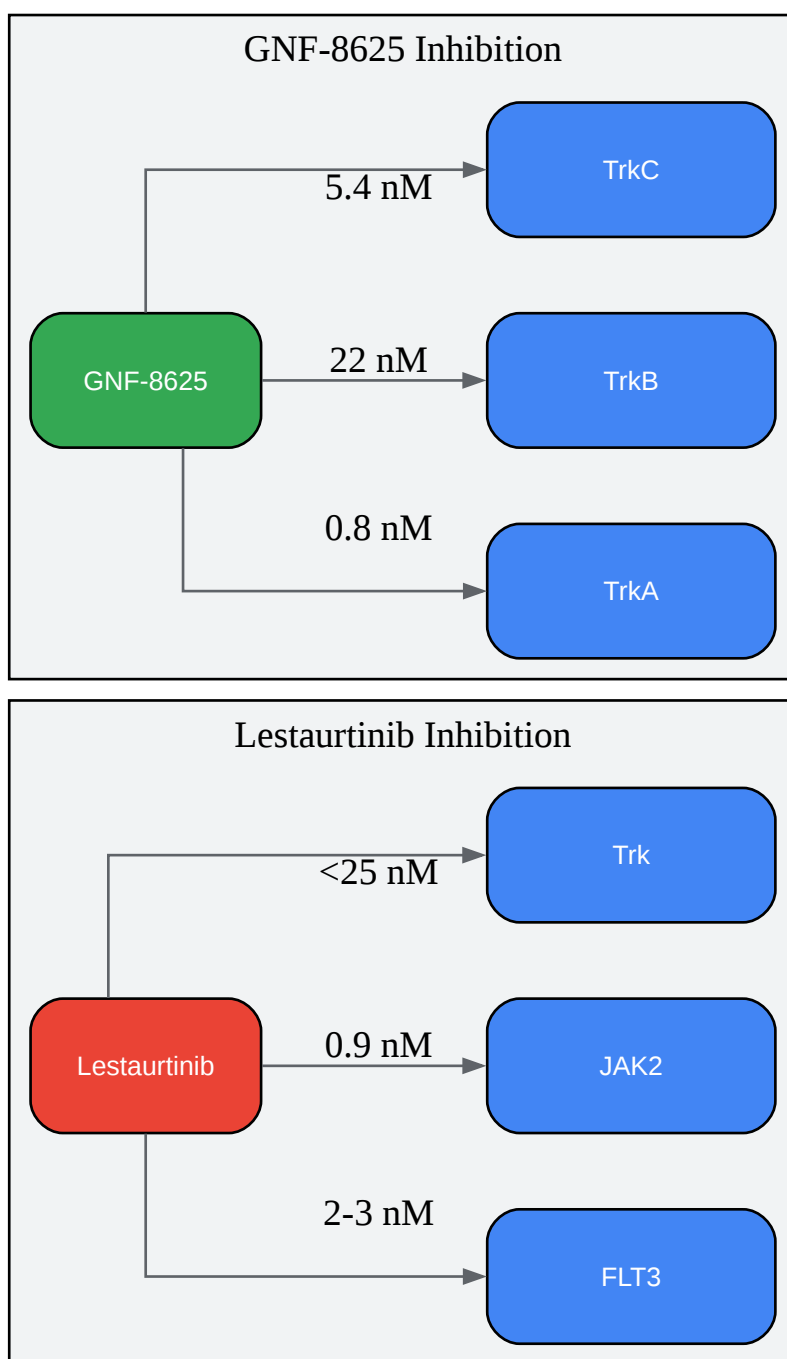 GNF-8625 Inhibition
TrkC
5.4 nM
22 nM
GNF-8625
TrkB
0.8 nM
TrkA
Lestaurtinib Inhibition
Trk
<25 nM
0.9 nM
Lestaurtinib
JAK2
2-3 nM
FLT3